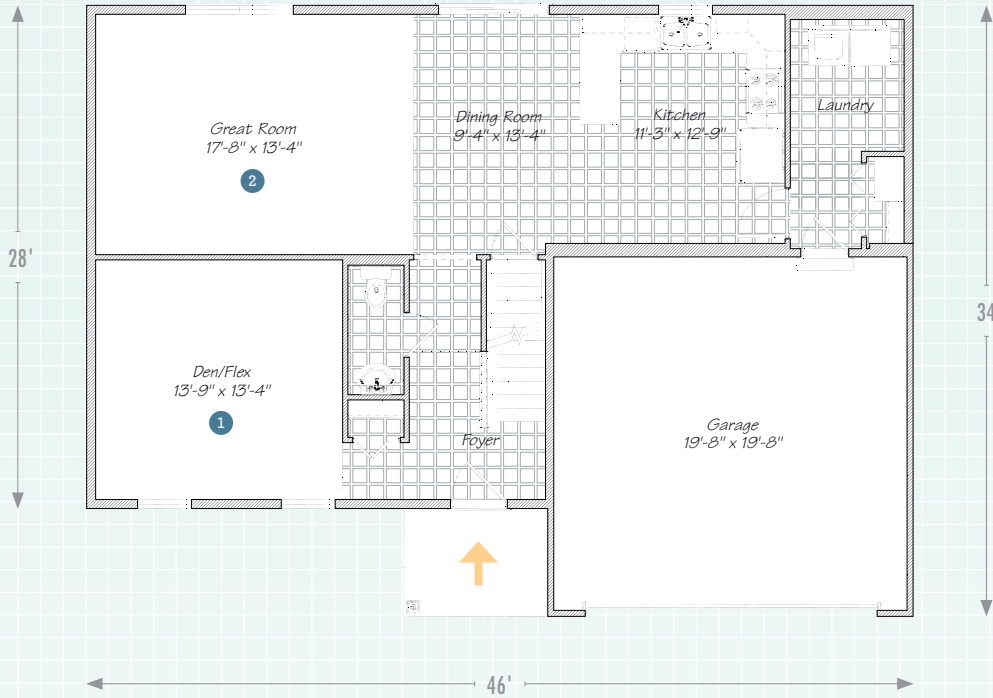 Great Room
17'-8" x 13'-4"
2
Dining Room
9'-4" x 13'-4"
Kitchen
11'-3" x 12'-9"
Laundry
28'
34
Den/Flex
13'-9" x 13'-4"
1
Foyer
Garage
19'-8" x 19'-8"
46'